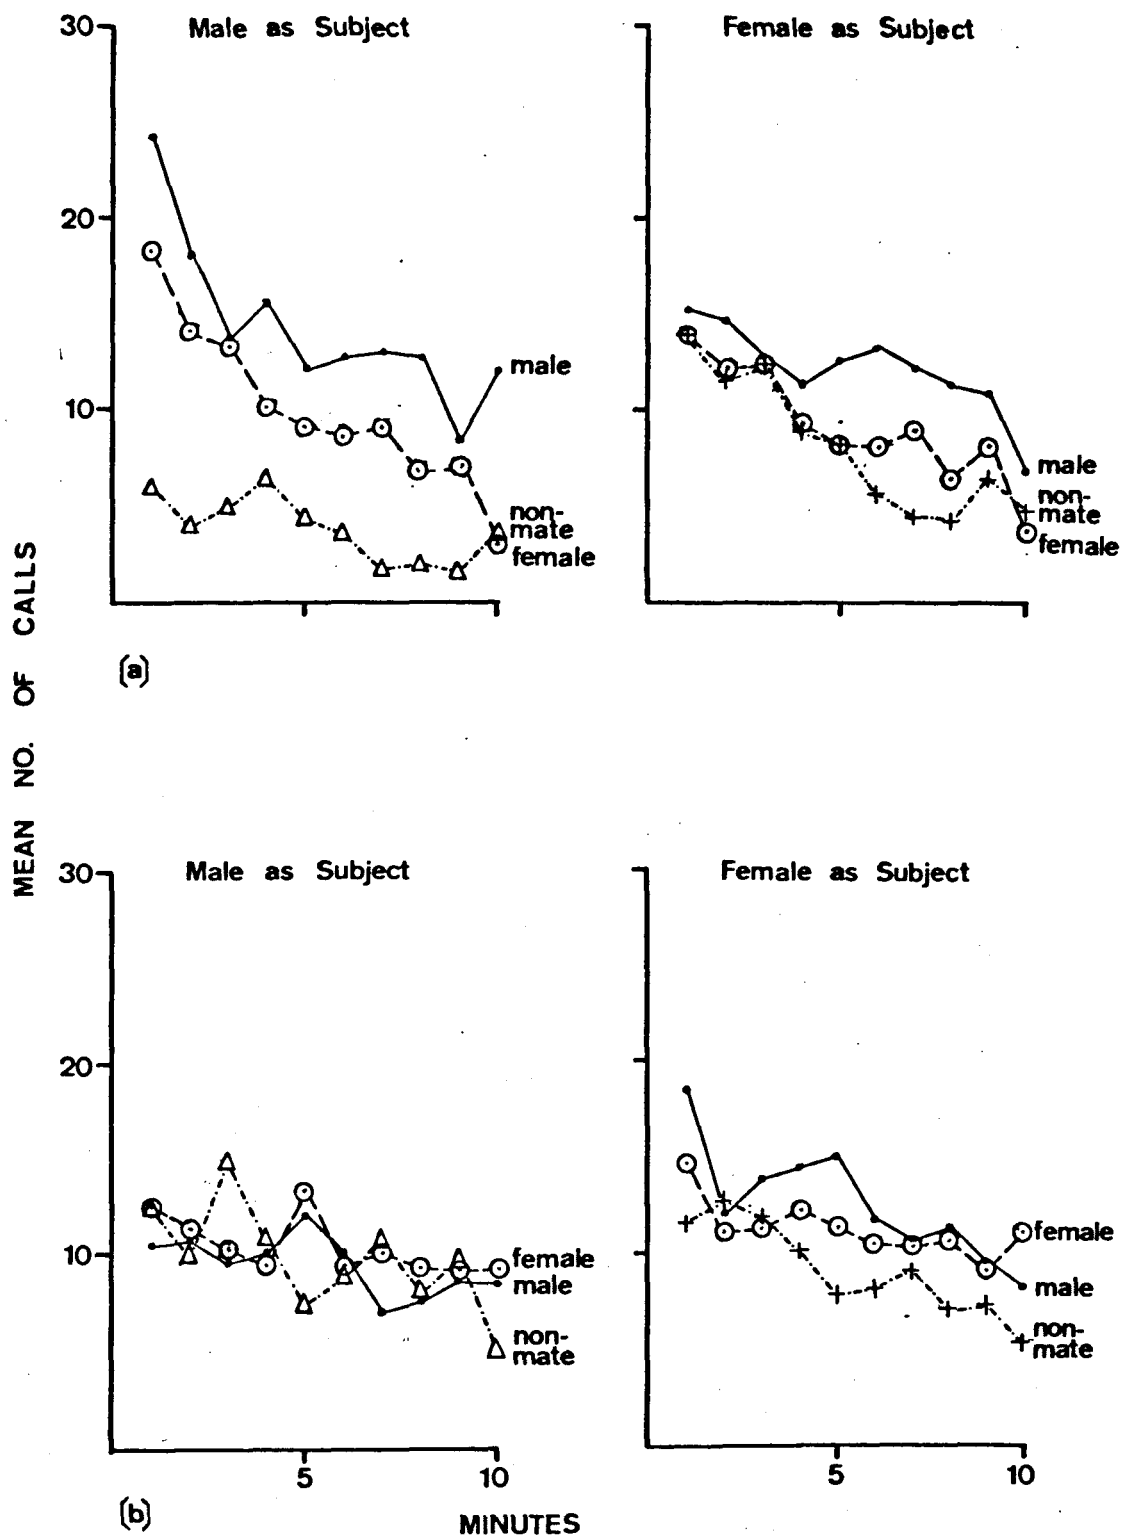 Male as Subject
Female as Subject
30
20
10
male
non-
mate
female
male
non-
mate
female
(a)
MEAN NO. OF CALLS
Male as Subject
Female as Subject
30
20
10
female
male
non-
mate
female
male
non-
mate
5
10
5
10
(b)
MINUTES